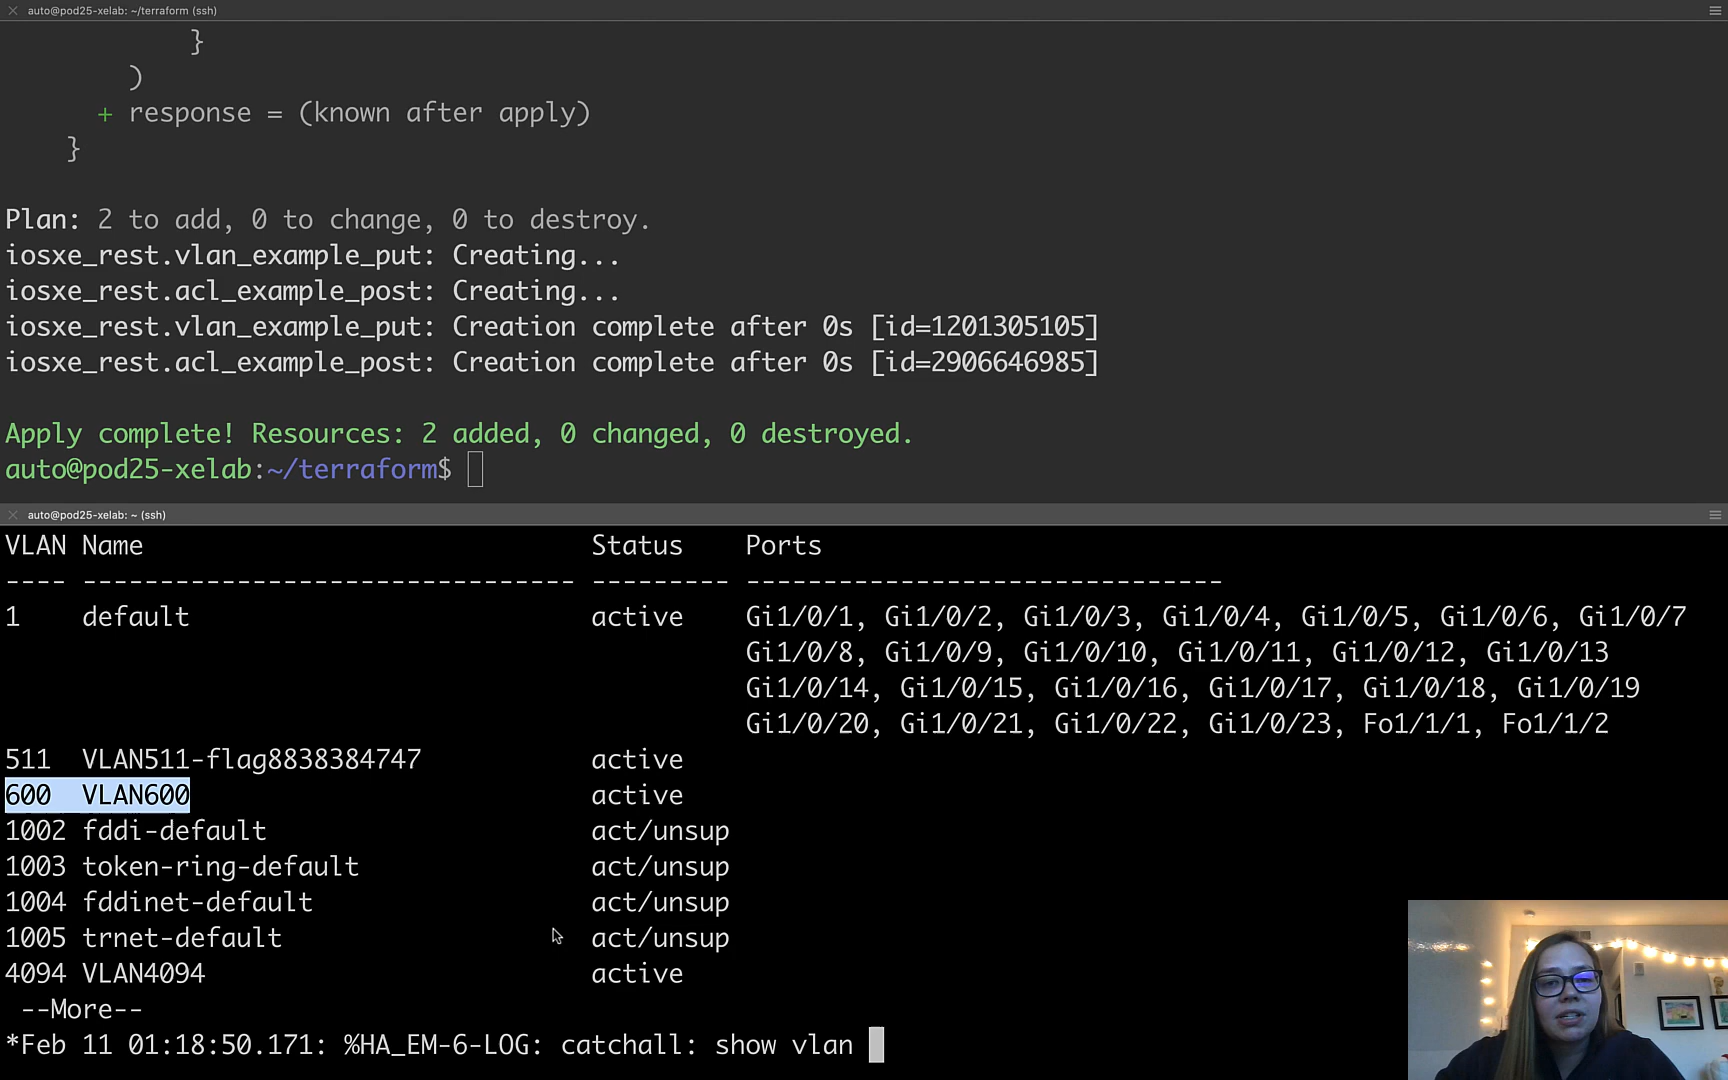 auto@pod25-xelab: ~/terraform (ssh)
}
)
+ response = (known after apply)
}
Plan: 2 to add, 0 to change, 0 to destroy.
iosxe_rest.vlan_example_put: Creating...
iosxe_rest.acl_example_post: Creating...
iosxe_rest.vlan_example_put: Creation complete after 0s [id=1201305105]
iosxe_rest.acl_example_post: Creation complete after 0s [id=2906646985]
Apply complete! Resources: 2 added, 0 changed, 0 destroyed.
auto@pod25-xelab:~/terraform$
auto@pod25-xelab: ~ (ssh)
VLAN Name Status Ports
---- -------------------------------- --------- -------------------------------
1 default active Gi1/0/1, Gi1/0/2, Gi1/0/3, Gi1/0/4, Gi1/0/5, Gi1/0/6, Gi1/0/7
Gi1/0/8, Gi1/0/9, Gi1/0/10, Gi1/0/11, Gi1/0/12, Gi1/0/13
Gi1/0/14, Gi1/0/15, Gi1/0/16, Gi1/0/17, Gi1/0/18, Gi1/0/19
Gi1/0/20, Gi1/0/21, Gi1/0/22, Gi1/0/23, Fo1/1/1, Fo1/1/2
511 VLAN511-flag8838384747 active
600 VLAN600 active
1002 fddi-default act/unsup
1003 token-ring-default act/unsup
1004 fddinet-default act/unsup
1005 trnet-default act/unsup
4094 VLAN4094 active
--More--
*Feb 11 01:18:50.171: %HA_EM-6-LOG: catchall: show vlan